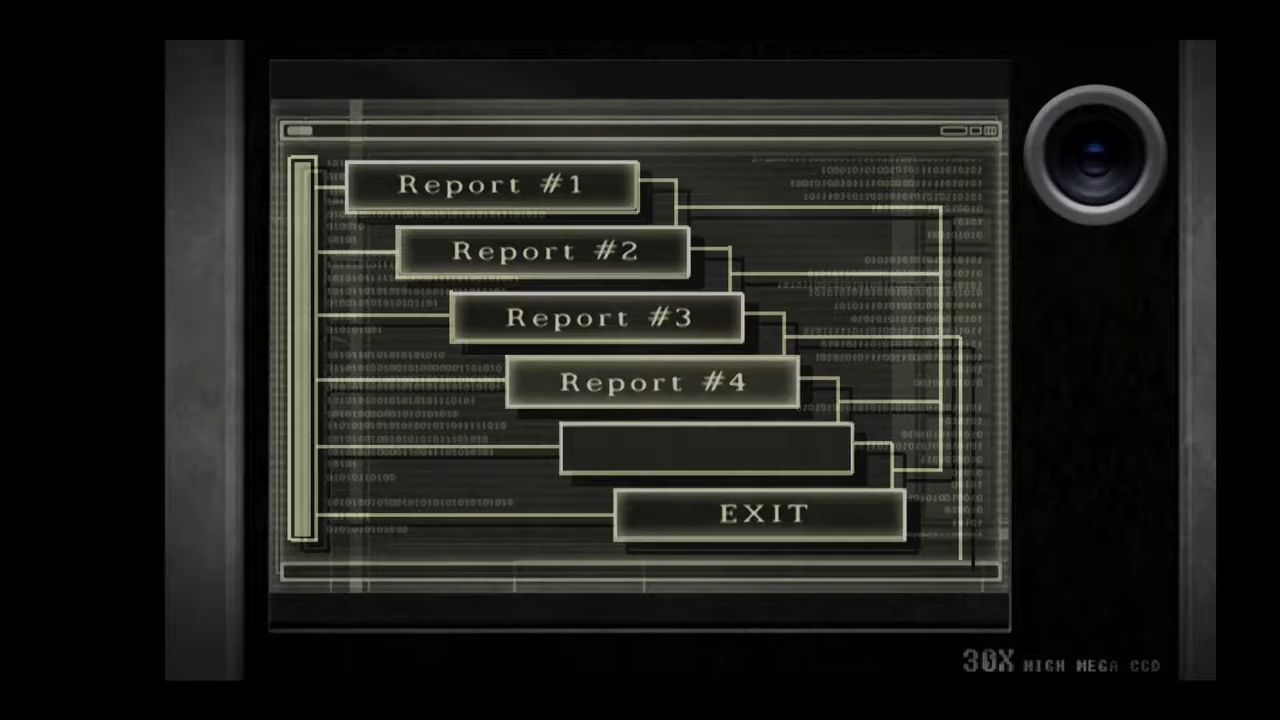 Report #1
Report #2
Report #3
Report #4
EXIT
30X HIGH MEGA CCD